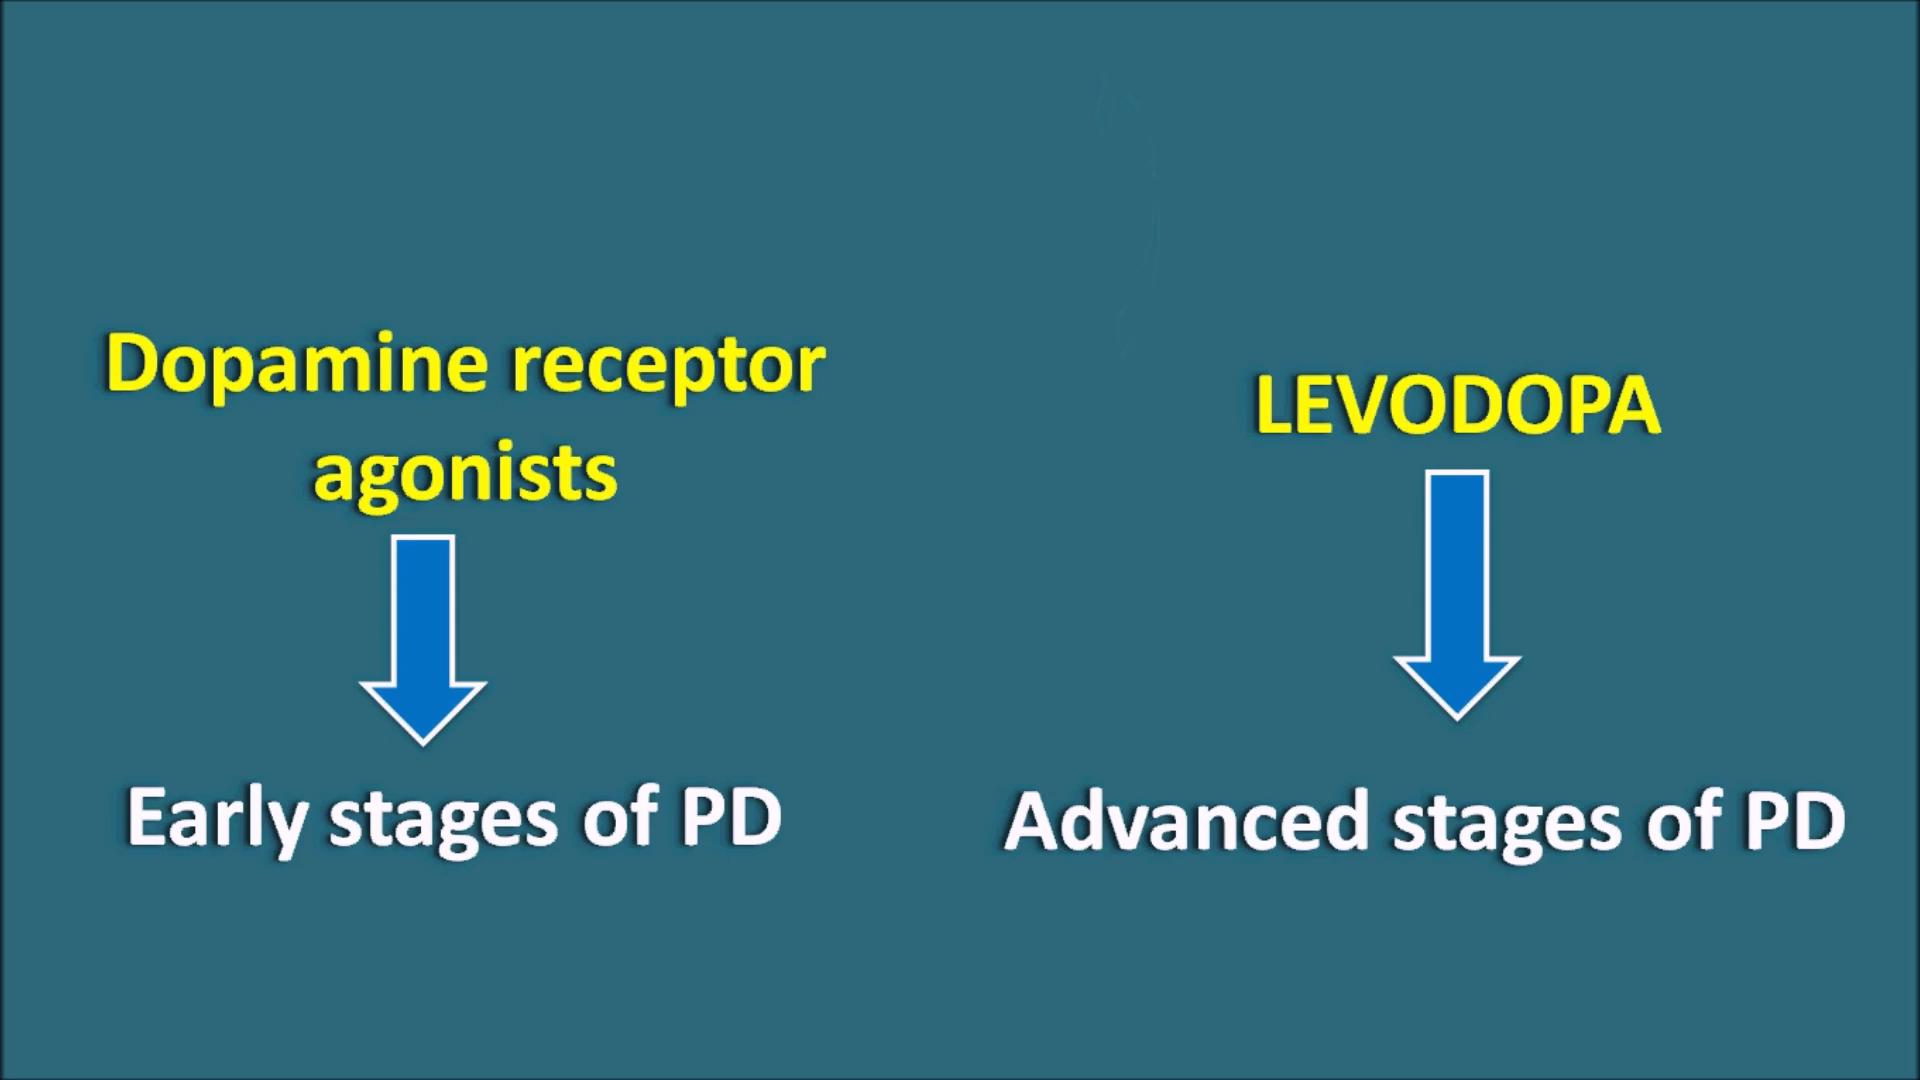 Dopamine receptor
agonists
Early stages of PD
LEVODOPA
Advanced stages of PD